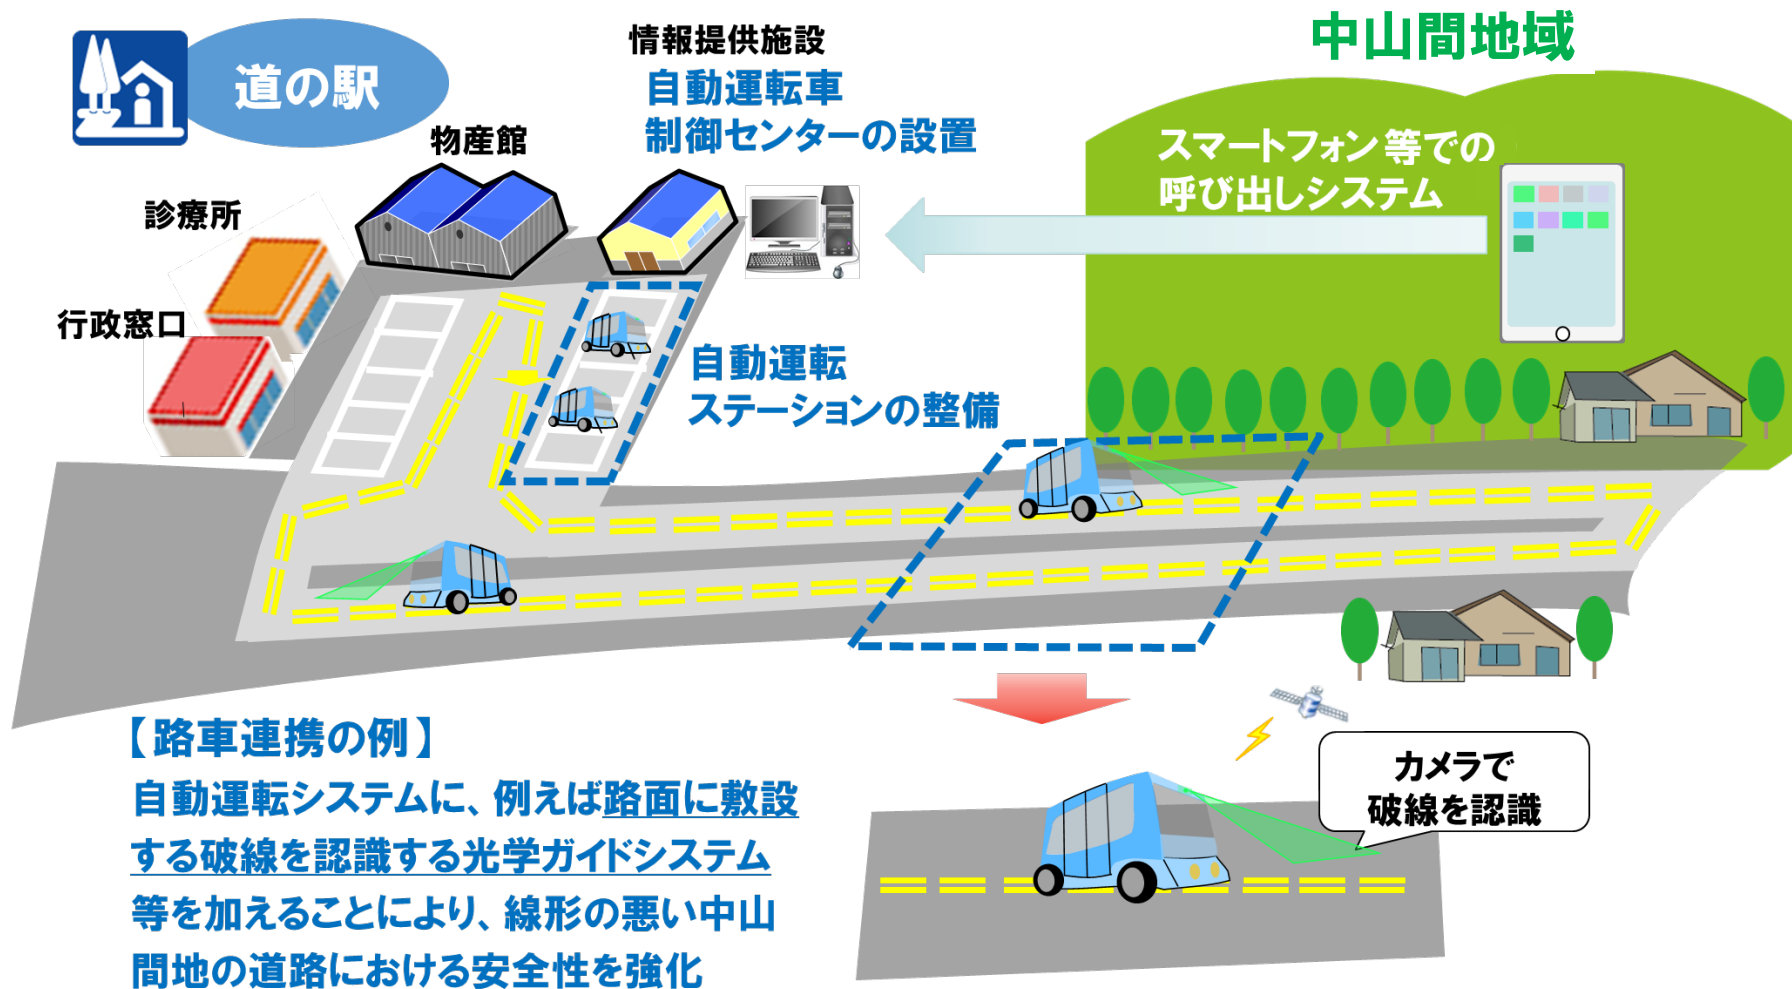 道の駅
情報提供施設
自動運転車
制御センターの設置
中山間地域
物産館
スマートフォン等での
呼び出しシステム
診療所
行政窓口
自動運転
ステーションの整備
【路車連携の例】
自動運転システムに、例えば路面に敷設
する破線を認識する光学ガイドシステム
等を加えることにより、線形の悪い中山
間地の道路における安全性を強化
カメラで
破線を認識